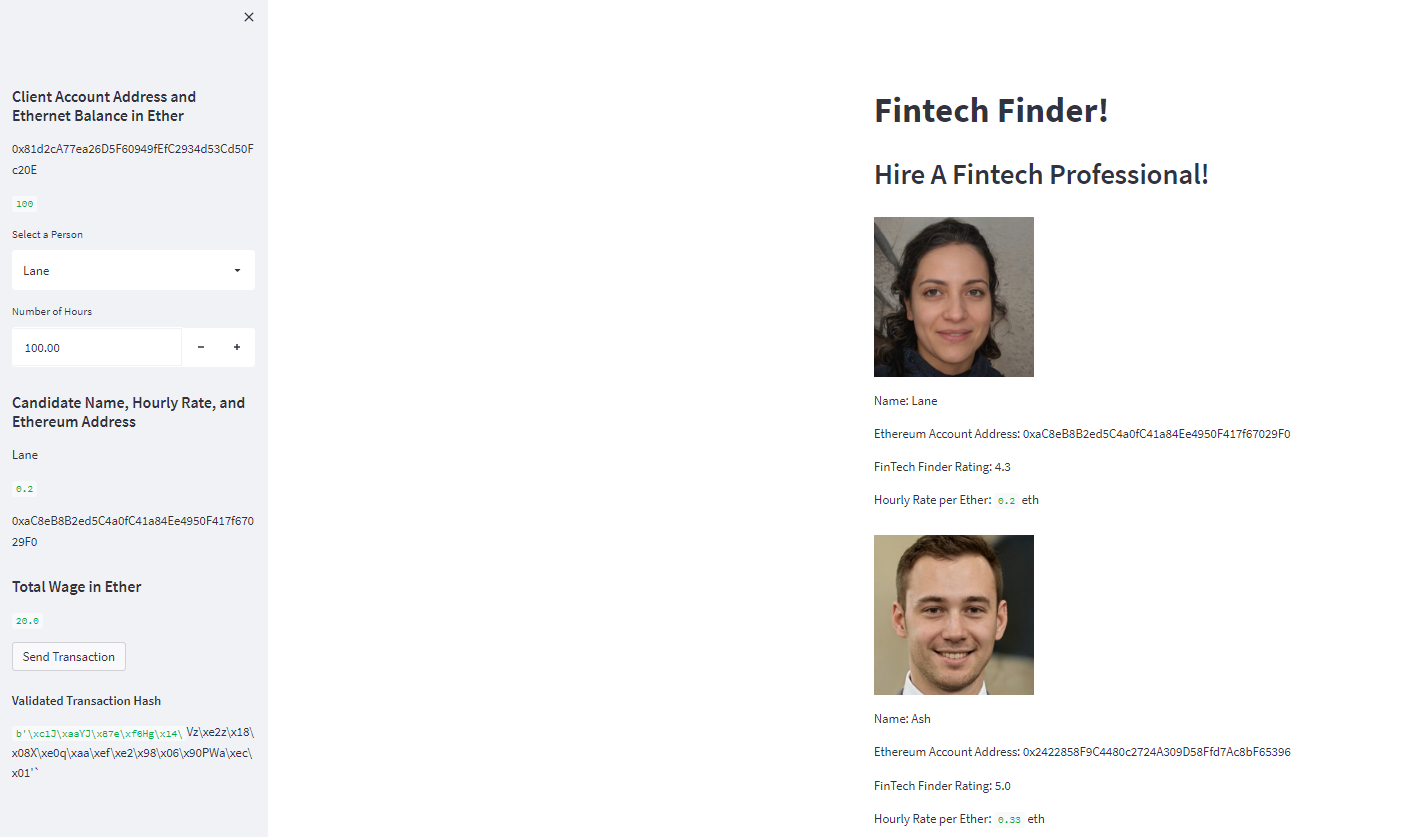 Client Account Address and
Ethernet Balance in Ether
0x81d2cA77ea26D5F60949fEfC2934d53Cd50F
c20E
100
Select a Person
Lane
Number of Hours
100.00
Candidate Name, Hourly Rate, and
Ethereum Address
Lane
0.2
0xaC8eB8B2ed5C4a0fC41a84Ee4950F417f670
29F0
Total Wage in Ether
20.0
Send Transaction
Validated Transaction Hash
b'\xc1J\xaaYJ\x87e\xf6Hg\x14\ Vz\xe2z\x18\
x08X\xe0q\xaa\xef\xe2\x98\x06\x90PWa\xec\
x01'`
Fintech Finder!
Hire A Fintech Professional!
Name: Lane
Ethereum Account Address: 0xaC8eB8B2ed5C4a0fC41a84Ee4950F417f67029F0
FinTech Finder Rating: 4.3
Hourly Rate per Ether: 0.2 eth
Name: Ash
Ethereum Account Address: 0x2422858F9C4480c2724A309D58Ffd7Ac8bF65396
FinTech Finder Rating: 5.0
Hourly Rate per Ether: 0.33 eth